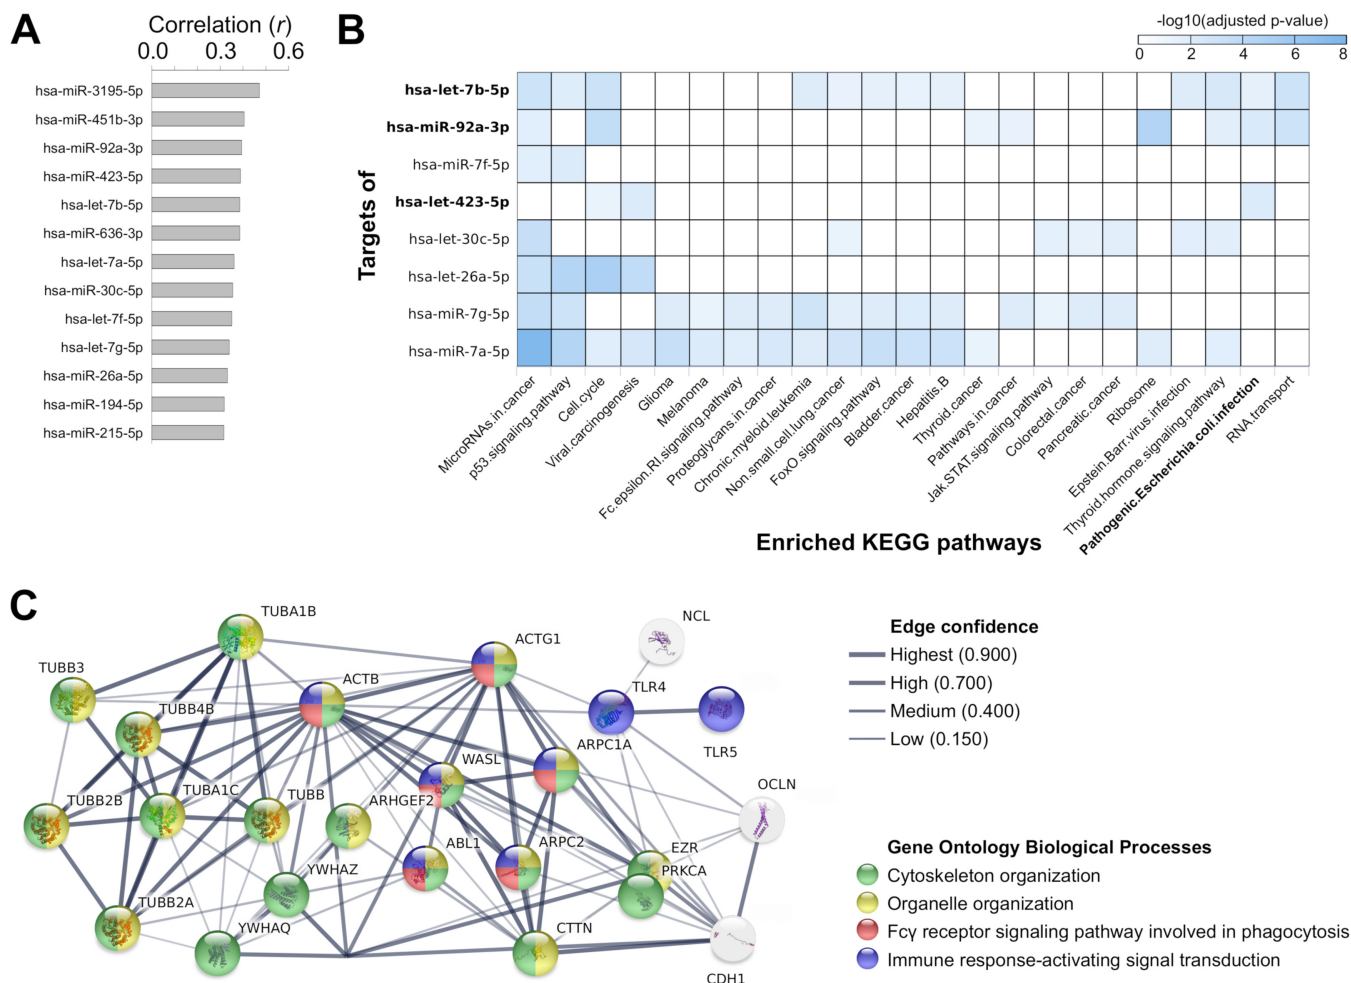 A
Correlation (r)
0.0 0.3 0.6
hsa-miR-3195-5p
hsa-miR-451b-3p
hsa-miR-92a-3p
hsa-miR-423-5p
hsa-let-7b-5p
hsa-miR-636-3p
hsa-let-7a-5p
hsa-miR-30c-5p
hsa-let-7f-5p
hsa-let-7g-5p
hsa-miR-26a-5p
hsa-miR-194-5p
hsa-miR-215-5p
B
-log10(adjusted p-value)
0 2 4 6 8
Targets of
hsa-let-7b-5p
hsa-miR-92a-3p
hsa-miR-7f-5p
hsa-let-423-5p
hsa-let-30c-5p
hsa-let-26a-5p
hsa-miR-7g-5p
hsa-miR-7a-5p
MicroRNAs.in.cancer
p53.signaling.pathway
Cell.cycle
Viral.carcinogenesis
Glioma
Melanoma
Fc.epsilon.RI.signaling.pathway
Proteoglycans.in.cancer
Chronic.myeloid.leukemia
Non.small.cell.lung.cancer
FoxO.signaling.pathway
Bladder.cancer
Hepatitis.B
Thyroid.cancer
Pathways.in.cancer
Jak.STAT.signaling.pathway
Colorectal.cancer
Pancreatic.cancer
Ribosome
Epstein.Barr.virus.infection
Thyroid.hormone.signaling.pathway
Pathogenic.Escherichia.coli.infection
RNA.transport
Enriched KEGG pathways
C
TUBA1B
NCL
ACTG1
TUBB3
ACTB
TLR4
TUBB4B
ARPC1A
TLR5
WASL
OCLN
TUBB2B
TUBA1C
TUBB
ARHGEF2
ABL1
ARPC2
EZR
YWHAZ
PRKCA
TUBB2A
YWHAQ
CTTN
CDH1
Edge confidence
Highest (0.900)
High (0.700)
Medium (0.400)
Low (0.150)
Gene Ontology Biological Processes
Cytoskeleton organization
Organelle organization
Fcγ receptor signaling pathway involved in phagocytosis
Immune response-activating signal transduction